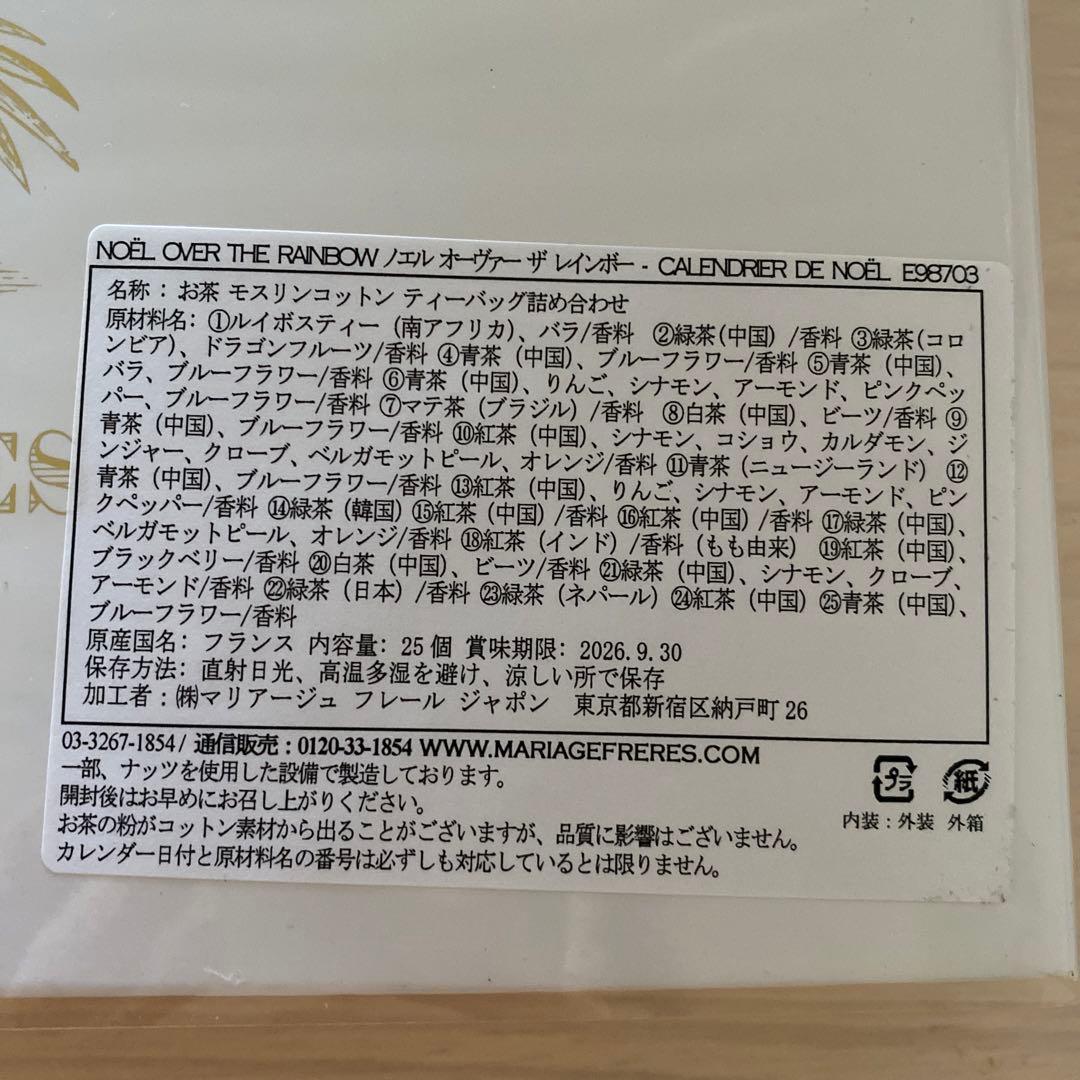 NOËL OVER THE RAINBOW ノエル オーヴァー ザ レインボー - CALENDRIER DE NOËL E98703
名称：お茶 モスリンコットン ティーバッグ詰め合わせ
原材料名：①ルイボスティー（南アフリカ）、バラ/香料 ②緑茶(中国）/香料 ③緑茶(コロ
ンビア)、ドラゴンフルーツ/香料 ④青茶（中国）、ブルーフラワー/香料 ⑤青茶（中国）、
バラ、ブルーフラワー/香料 ⑥青茶（中国）、りんご、シナモン、アーモンド、ピンクペッ
パー、ブルーフラワー/香料 ⑦マテ茶（ブラジル）/香料 ⑧白茶（中国）、ビーツ/香料 ⑨
青茶（中国）、ブルーフラワー/香料 ⑩紅茶（中国）、シナモン、コショウ、カルダモン、ジ
ンジャー、クローブ、ベルガモットピール、オレンジ/香料 ⑪青茶（ニュージーランド）⑫
青茶（中国）、ブルーフラワー/香料 ⑬紅茶（中国）、りんご、シナモン、アーモンド、ピン
クペッパー/香料 ⑭緑茶（韓国）⑮紅茶（中国）/香料 ⑯紅茶（中国）/香料 ⑰緑茶（中国）、
ベルガモットピール、オレンジ/香料 ⑱紅茶（インド）/香料（もも由来）⑲紅茶（中国）、
ブラックベリー/香料 ⑳白茶（中国）、ビーツ/香料 ㉑緑茶（中国）、シナモン、クローブ、
アーモンド/香料 ㉒緑茶（日本）/香料 ㉓緑茶（ネパール）㉔紅茶（中国）㉕青茶（中国）、
ブルーフラワー/香料
原産国名：フランス 内容量：25個 賞味期限：2026.9.30
保存方法：直射日光、高温多湿を避け、涼しい所で保存
加工者：㈱マリアージュ フレール ジャポン 東京都新宿区納戸町26
03-3267-1854/ 通信販売：0120-33-1854 WWW.MARIAGEFRERES.COM
一部、ナッツを使用した設備で製造しております。
開封後はお早めにお召し上がりください。
お茶の粉がコットン素材から出ることがございますが、品質に影響はございません。
カレンダー日付と原材料名の番号は必ずしも対応しているとは限りません。
プラ 紙
内装：外装 外箱